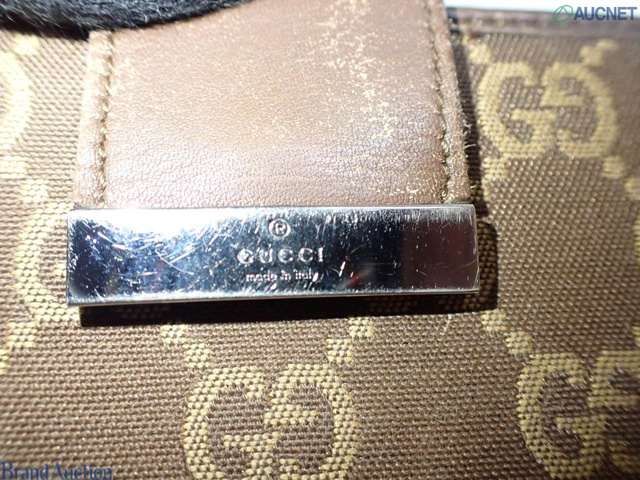 AUCNET
®
GUCCI
made in italy
Brand Auction